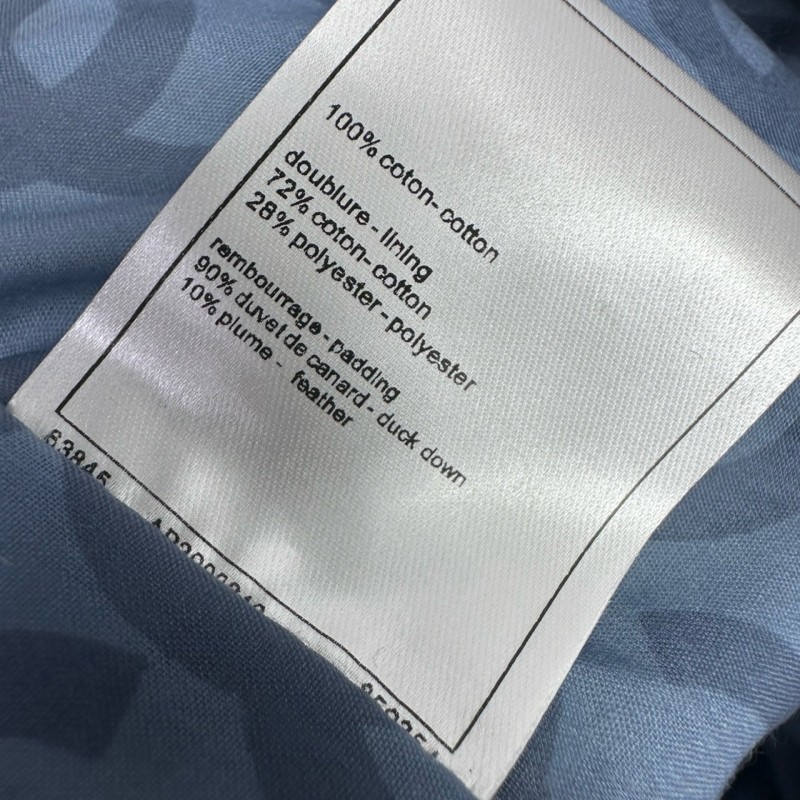 100% coton-cotton
doublure - lining
72% coton-cotton
28% polyester - polyester
rembourrage - padding
90% duvet de canard - duck down
10% plume - feather
63845